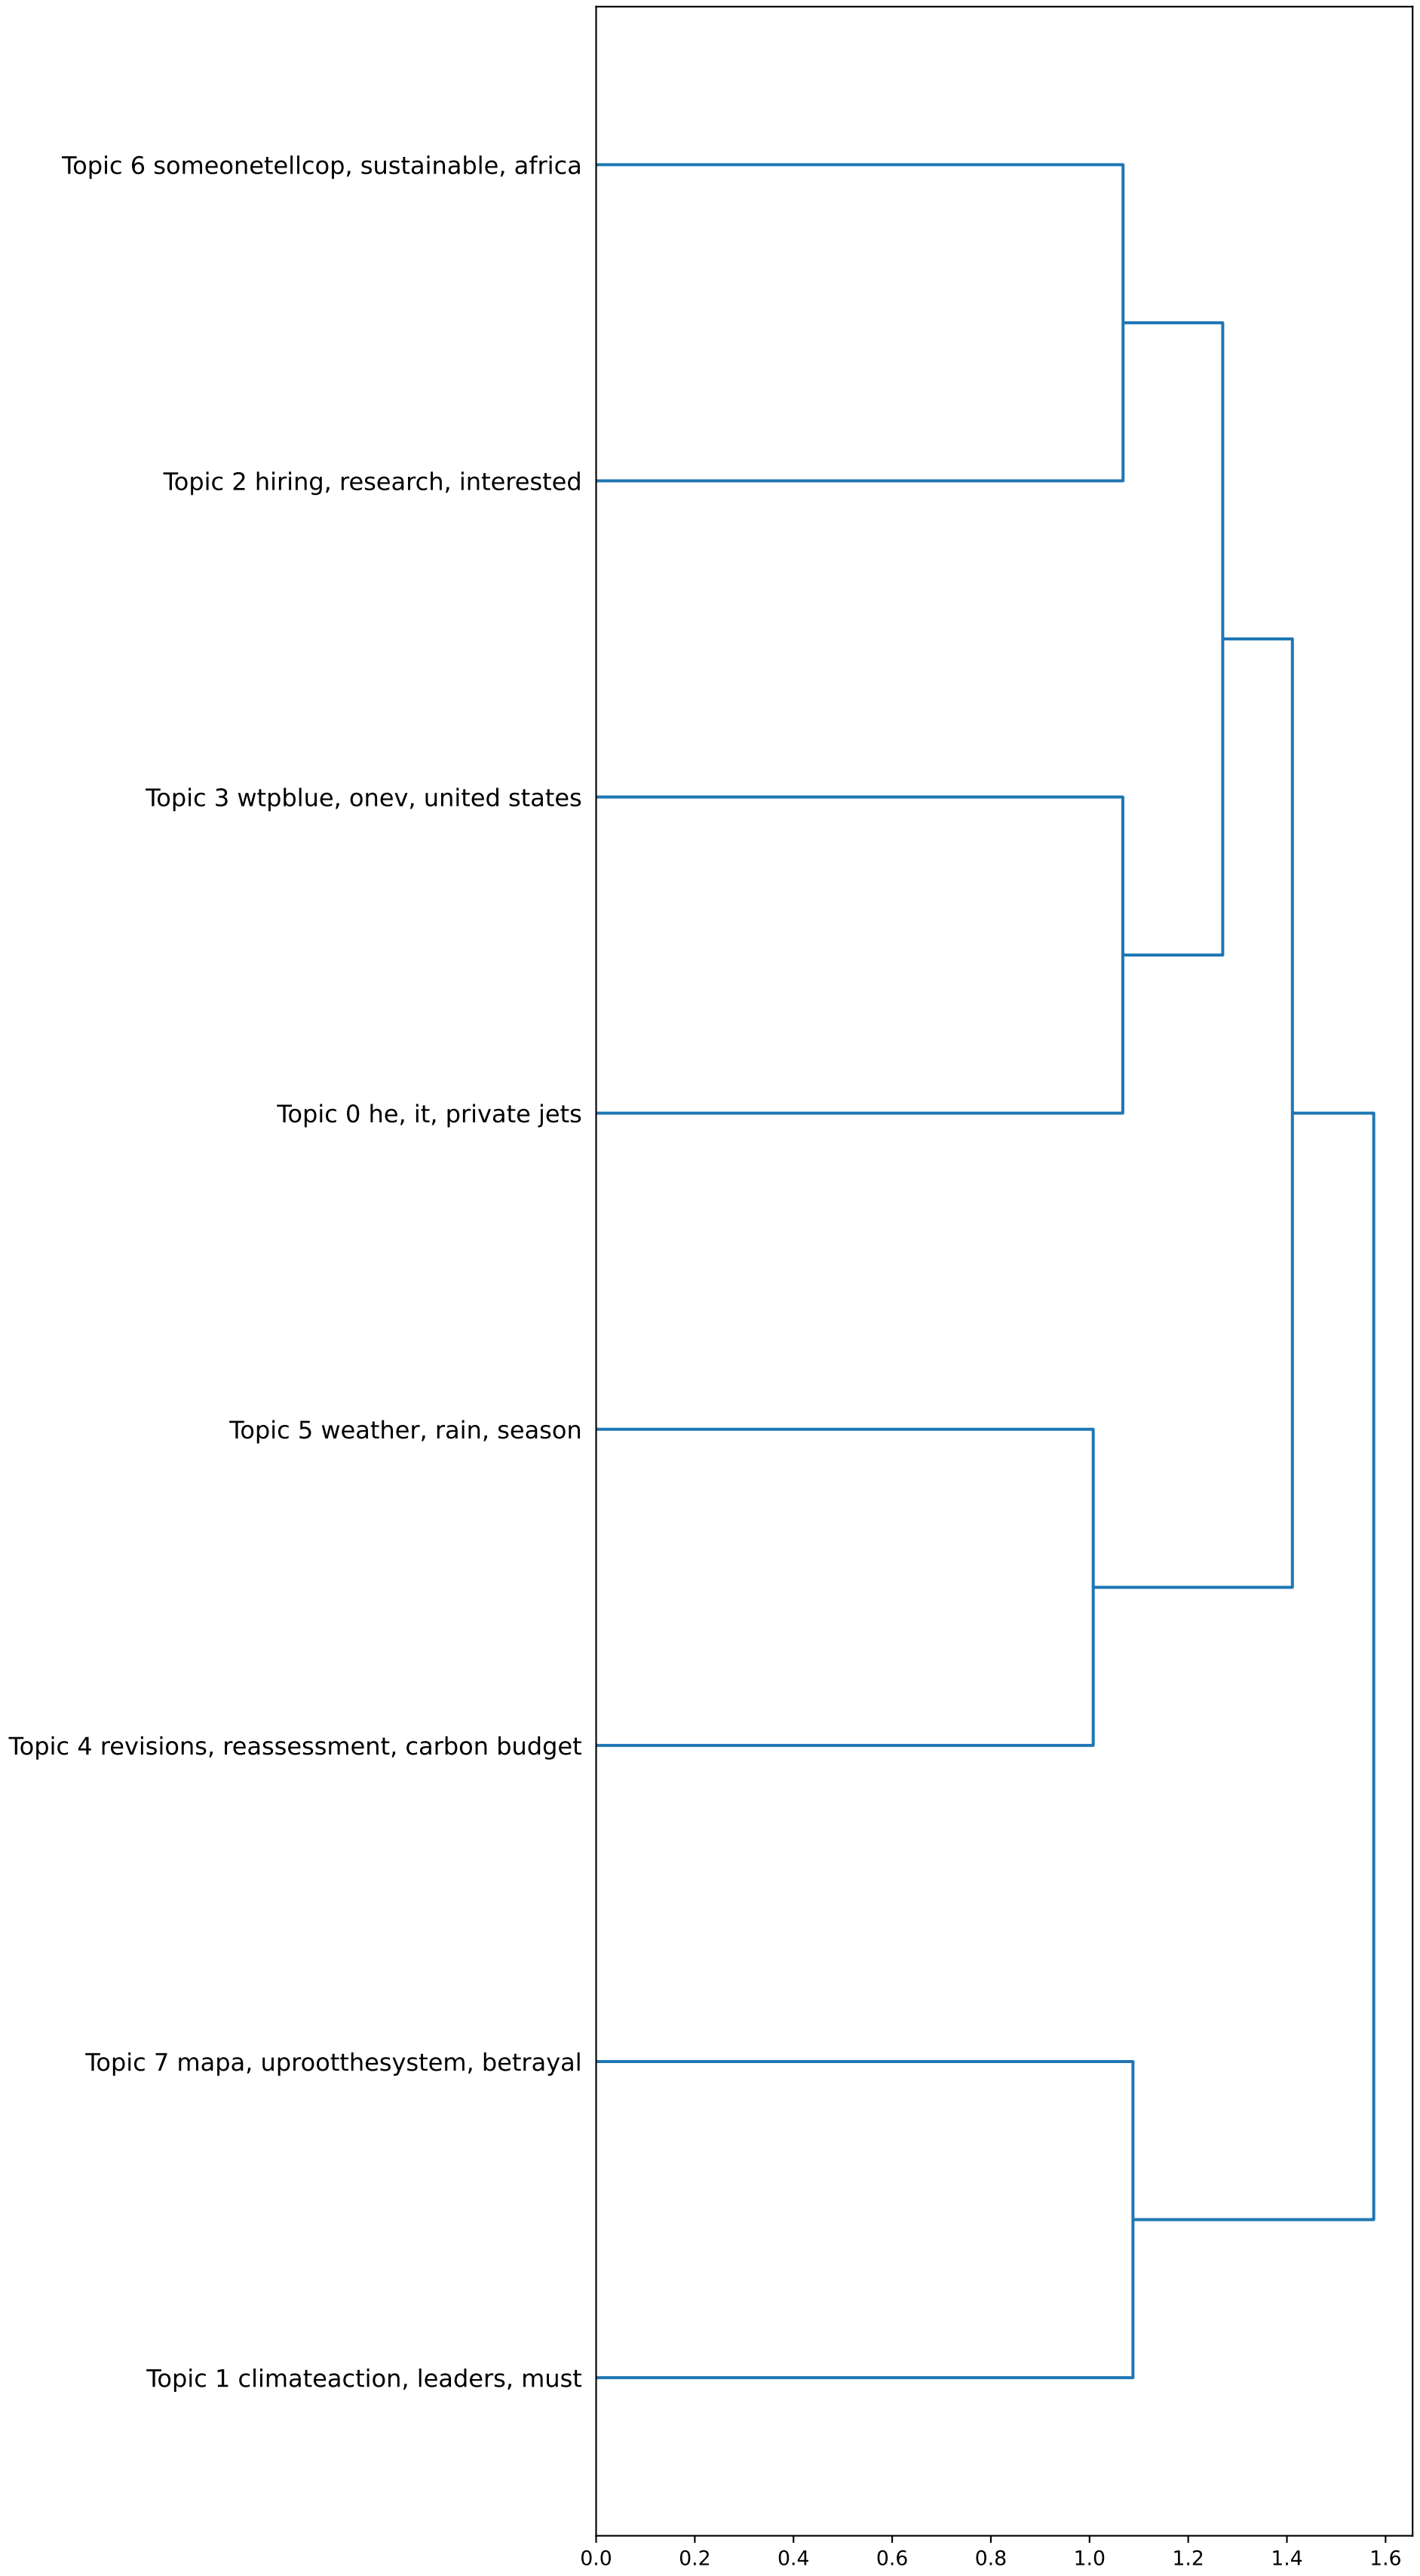 Topic 6 someonetellcop, sustainable, africa
Topic 2 hiring, research, interested
Topic 3 wtpblue, onev, united states
Topic 0 he, it, private jets
Topic 5 weather, rain, season
Topic 4 revisions, reassessment, carbon budget
Topic 7 mapa, uprootthesystem, betrayal
Topic 1 climateaction, leaders, must
0.0 0.2 0.4 0.6 0.8 1.0 1.2 1.4 1.6